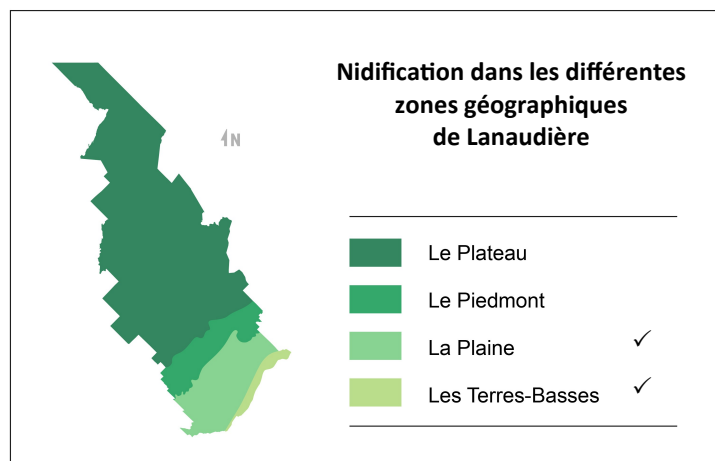 Nidification dans les différentes
zones géographiques
de Lanaudière
N
Le Plateau
Le Piedmont
La Plaine ✓
Les Terres-Basses ✓